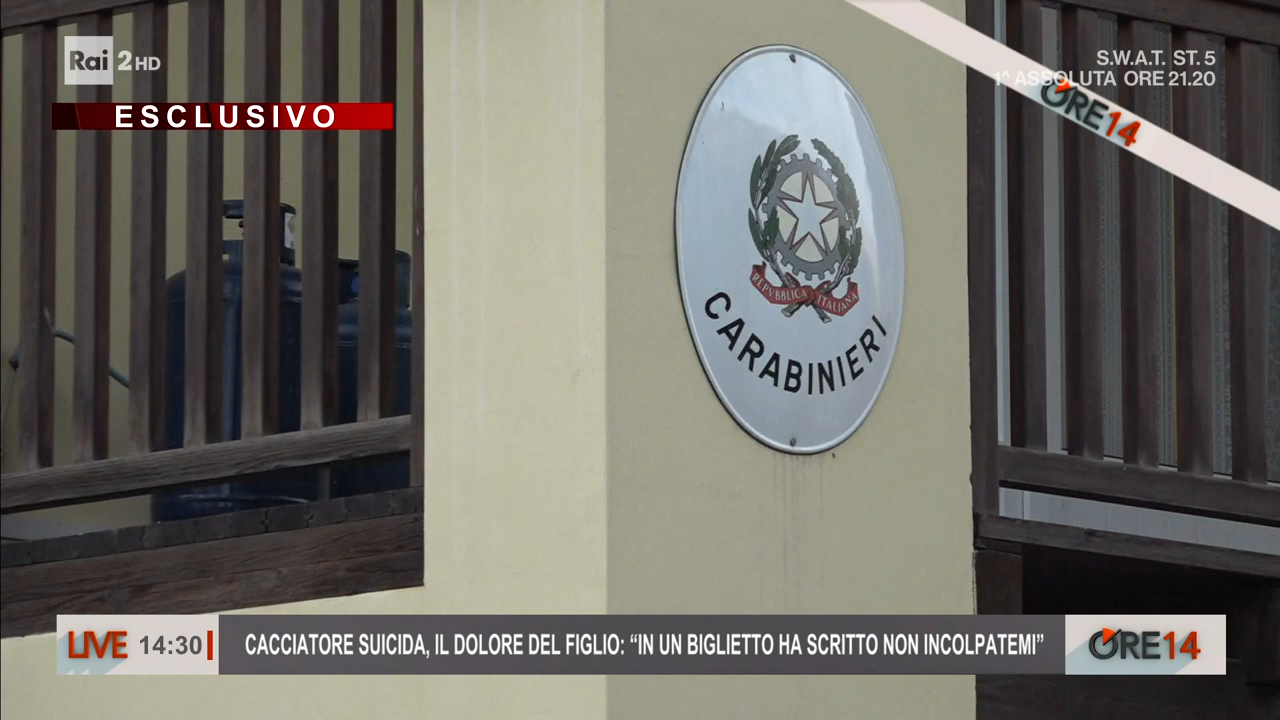 Rai 2HD
ESCLUSIVO
S.W.A.T. ST. 5
1^ ASSOLUTA ORE 21.20
ORE14
REPVBBLICA ITALIANA
CARABINIERI
LIVE 14:30
CACCIATORE SUICIDA, IL DOLORE DEL FIGLIO: “IN UN BIGLIETTO HA SCRITTO NON INCOLPATEMI”
ORE14